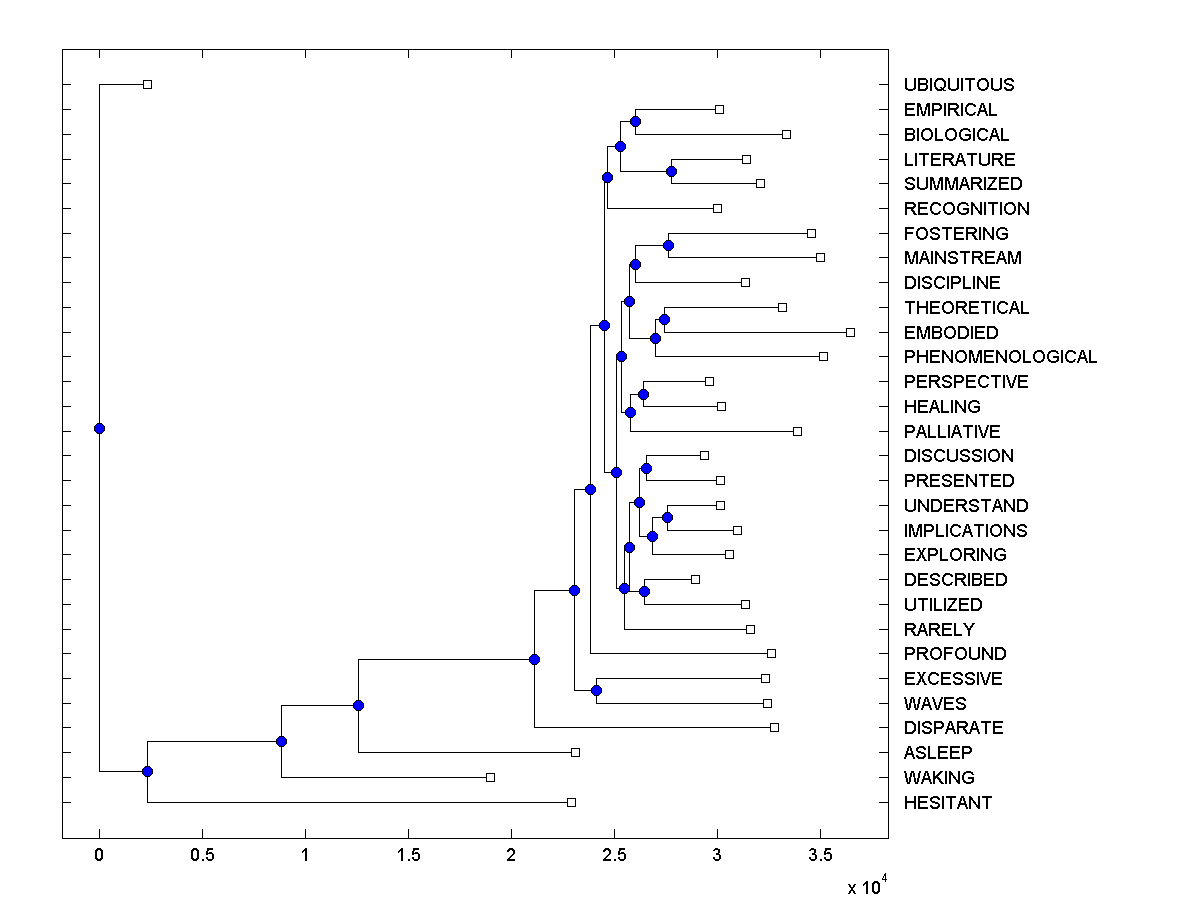 UBIQUITOUS
EMPIRICAL
BIOLOGICAL
LITERATURE
SUMMARIZED
RECOGNITION
FOSTERING
MAINSTREAM
DISCIPLINE
THEORETICAL
EMBODIED
PHENOMENOLOGICAL
PERSPECTIVE
HEALING
PALLIATIVE
DISCUSSION
PRESENTED
UNDERSTAND
IMPLICATIONS
EXPLORING
DESCRIBED
UTILIZED
RARELY
PROFOUND
EXCESSIVE
WAVES
DISPARATE
ASLEEP
WAKING
HESITANT
0 0.5 1 1.5 2 2.5 3 3.5
x 10^4